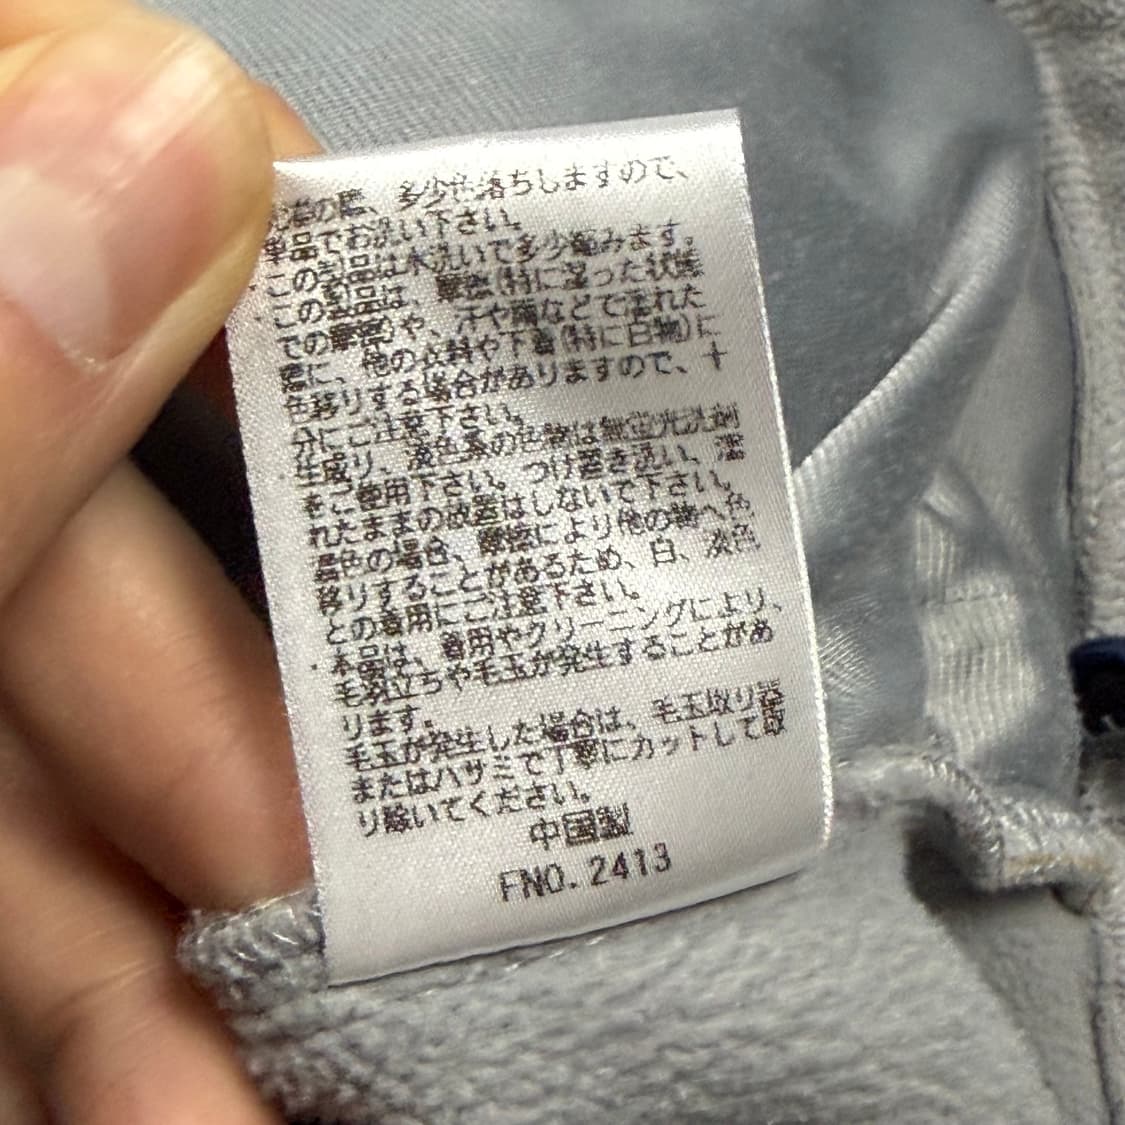 洗濯の際、多少色落ちしますので、
単品でお洗い下さい。
この製品は水洗いで多少縮みます。
この製品は、摩擦(特に湿った状態
での摩擦)や、汗や雨などで濡れた
際に、他の衣料や下着(特に白物)に
色移りする場合がありますので、十
分にご注意下さい。
生成り、淡色系の色物は無蛍光洗剤
をご使用下さい。つけ置き洗い、濡
れたままの放置はしないで下さい。
濃色の場合、摩擦により他の物へ色
移りすることがあるため、白、淡色
との着用にご注意下さい。
本品は、着用やクリーニングにより、
毛羽立ちや毛玉が発生することがあ
ります。
毛玉が発生した場合は、毛玉取り器
またはハサミで丁寧にカットして取
り除いてください。
中国製
FNO.2413